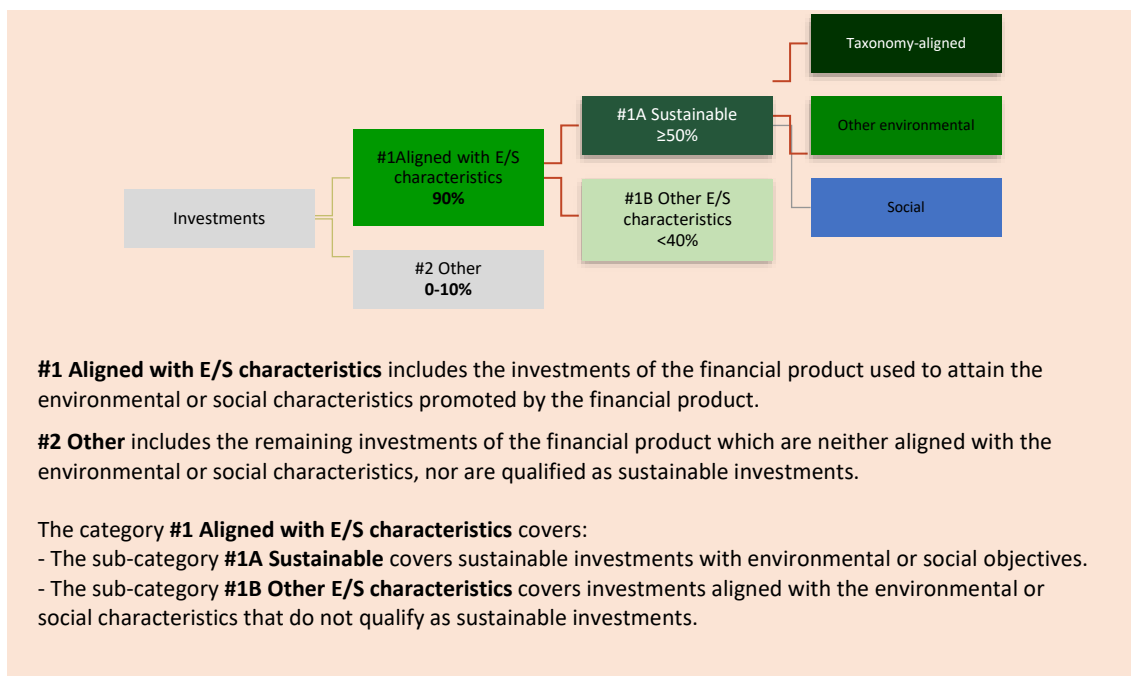 Taxonomy-aligned
#1A Sustainable
≥50%
Other environmental
#1Aligned with E/S
characteristics
90%
#1B Other E/S
characteristics
<40%
Social
Investments
#2 Other
0-10%
#1 Aligned with E/S characteristics includes the investments of the financial product used to attain the
environmental or social characteristics promoted by the financial product.
#2 Other includes the remaining investments of the financial product which are neither aligned with the
environmental or social characteristics, nor are qualified as sustainable investments.
The category #1 Aligned with E/S characteristics covers:
- The sub-category #1A Sustainable covers sustainable investments with environmental or social objectives.
- The sub-category #1B Other E/S characteristics covers investments aligned with the environmental or
social characteristics that do not qualify as sustainable investments.